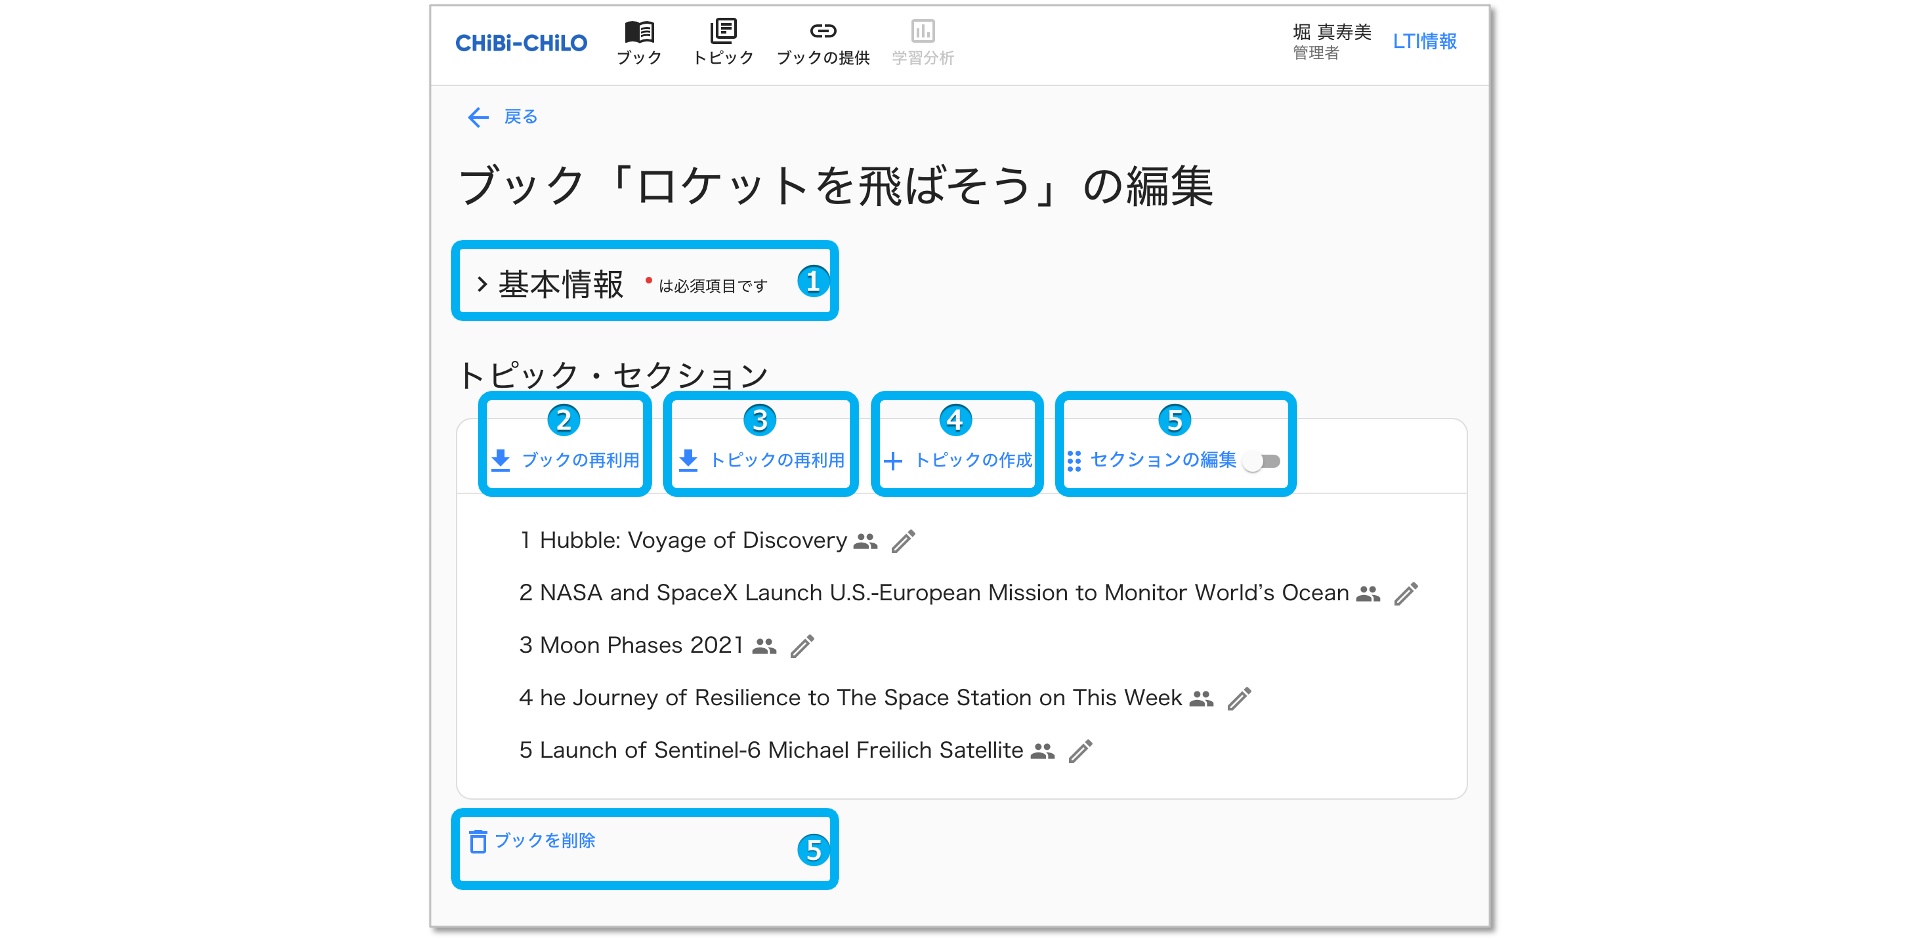 CHiBi-CHiLO
ブック
トピック
ブックの提供
学習分析
堀 真寿美
管理者
LTI情報
戻る
ブック「ロケットを飛ばそう」の編集
基本情報 * は必須項目です 1
トピック・セクション
2 3 4 5
ブックの再利用 トピックの再利用 トピックの作成 セクションの編集
1 Hubble: Voyage of Discovery
2 NASA and SpaceX Launch U.S.-European Mission to Monitor World's Ocean
3 Moon Phases 2021
4 he Journey of Resilience to The Space Station on This Week
5 Launch of Sentinel-6 Michael Freilich Satellite
ブックを削除 5